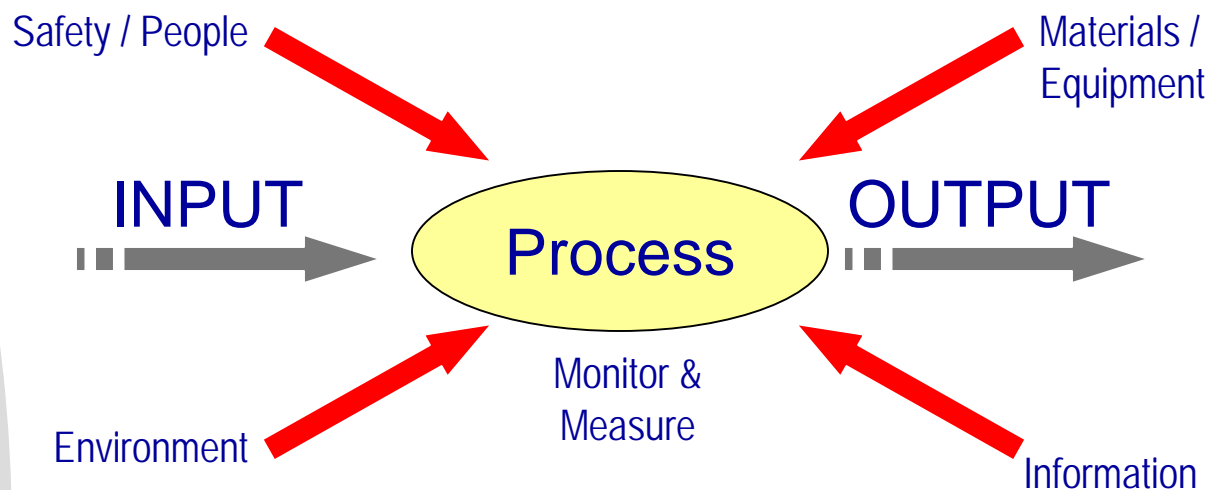 Safety / People
Materials /
Equipment
INPUT
OUTPUT
Process
Monitor &
Measure
Environment
Information